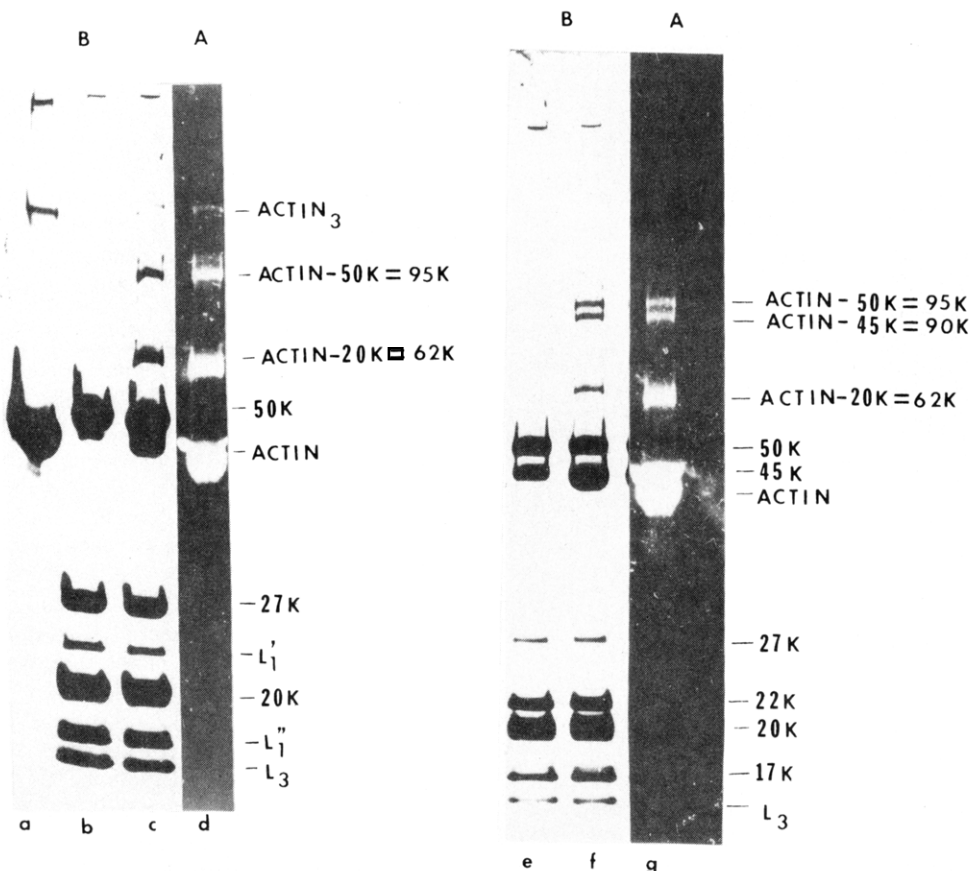 B A
ACTIN3
ACTIN-50K=95K
ACTIN-20K=62K
50K
ACTIN
27K
L1'
20K
L1"
L3
a b c d
B A
ACTIN-50K=95K
ACTIN-45K=90K
ACTIN-20K=62K
50K
45K
ACTIN
27K
22K
20K
17K
L3
e f g